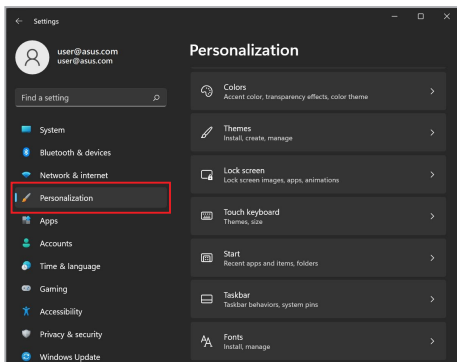 Settings
user@asus.com
user@asus.com
Find a setting
System
Bluetooth & devices
Network & internet
Personalization
Apps
Accounts
Time & language
Gaming
Accessibility
Privacy & security
Windows Update
Personalization
Colors
Accent color, transparency effects, color theme
Themes
Install, create, manage
Lock screen
Lock screen images, apps, animations
Touch keyboard
Themes, size
Start
Recent apps and items, folders
Taskbar
Taskbar behaviors, system pins
Fonts
Install, manage